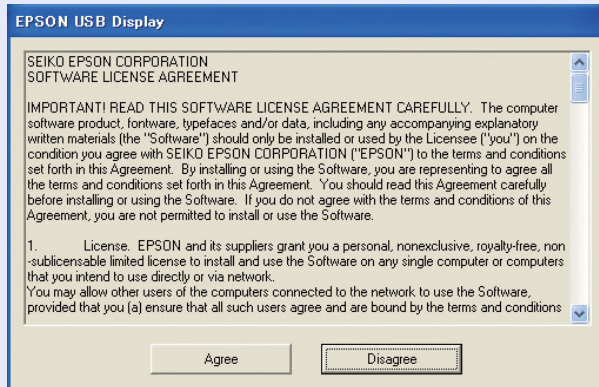 EPSON USB Display
SEIKO EPSON CORPORATION
SOFTWARE LICENSE AGREEMENT
IMPORTANT! READ THIS SOFTWARE LICENSE AGREEMENT CAREFULLY. The computer
software product, fontware, typefaces and/or data, including any accompanying explanatory
written materials (the "Software") should only be installed or used by the Licensee ("you") on the
condition you agree with SEIKO EPSON CORPORATION ("EPSON") to the terms and conditions
set forth in this Agreement. By installing or using the Software, you are representing to agree all
the terms and conditions set forth in this Agreement. You should read this Agreement carefully
before installing or using the Software. If you do not agree with the terms and conditions of this
Agreement, you are not permitted to install or use the Software.
1. License. EPSON and its suppliers grant you a personal, nonexclusive, royalty-free, non
-sublicensable limited license to install and use the Software on any single computer or computers
that you intend to use directly or via network.
You may allow other users of the computers connected to the network to use the Software,
provided that you (a) ensure that all such users agree and are bound by the terms and conditions
Agree Disagree